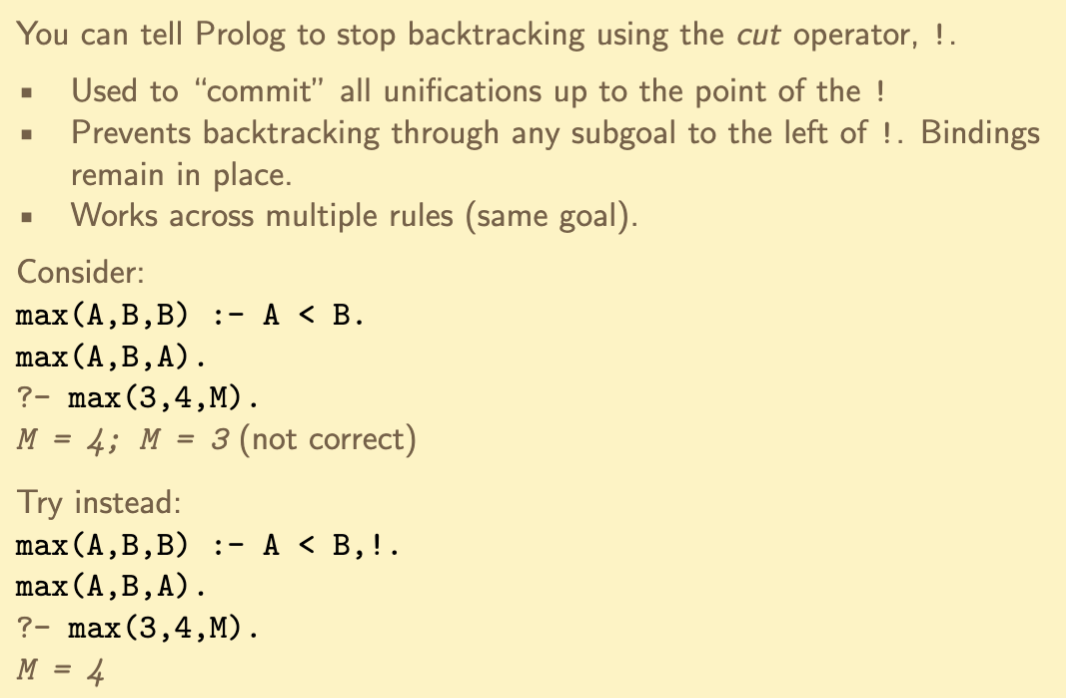 You can tell Prolog to stop backtracking using the cut operator, !.
▪ Used to “commit” all unifications up to the point of the !
▪ Prevents backtracking through any subgoal to the left of !. Bindings
remain in place.
▪ Works across multiple rules (same goal).
Consider:
max(A,B,B) :- A < B.
max(A,B,A).
?- max(3,4,M).
M = 4; M = 3 (not correct)
Try instead:
max(A,B,B) :- A < B,!.
max(A,B,A).
?- max(3,4,M).
M = 4